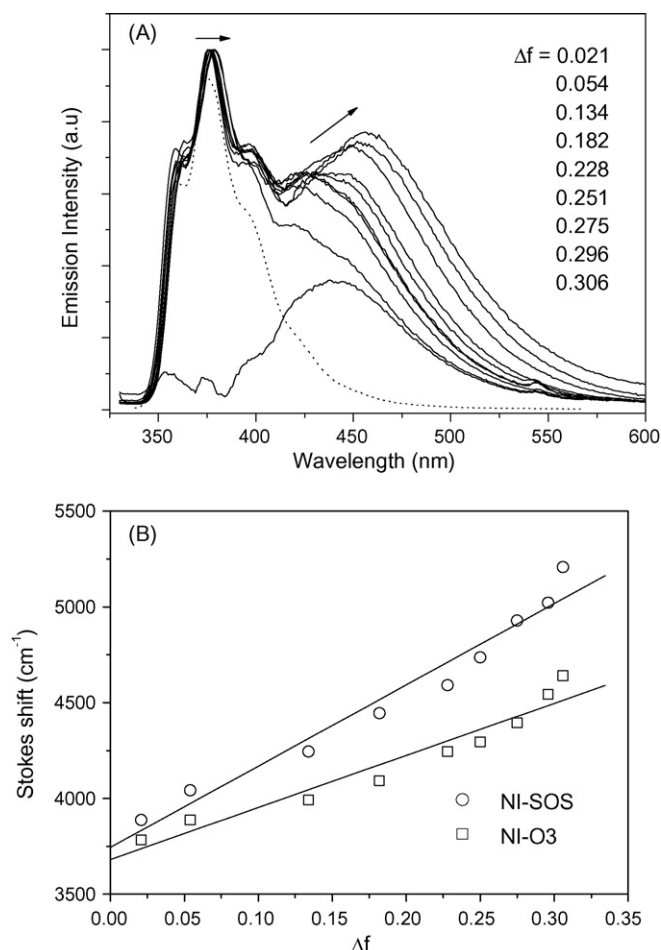 (A)
Δf = 0.021
0.054
0.134
0.182
0.228
0.251
0.275
0.296
0.306
Emission Intensity (a.u)
350 400 450 500 550 600
Wavelength (nm)
(B)
5500
5000
4500
4000
3500
Stokes shift (cm-1)
NI-SOS
NI-O3
0.00 0.05 0.10 0.15 0.20 0.25 0.30 0.35
Δf